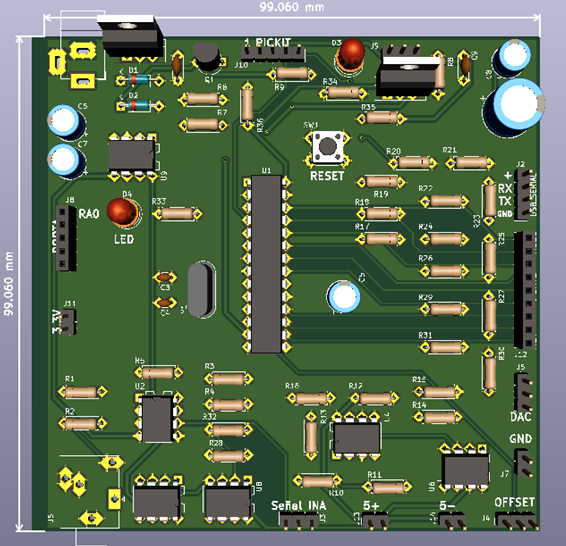 99.060 mm
99.060 mm
1 PICKIT
J10
D3
R8
C9
D1
R6
R9
R34
D2
R7
R36
R35
C5
SW1
C7
U9
RESET
R20
R21
J2
+
RX
TX
GND
USB_SERIAL
U1
R19
R22
R23
J8
RA0
D4
R33
LED
R18
R17
R24
R25
R26
C3
R29
R27
J11
3.3V
R31
R30
R5
R3
J5
R1
U2
R4
R16
R12
R15
R2
R32
R13
R14
DAC
R28
GND
U6
J7
U8
R10
R11
J5
Señal INA
J3
5+
5-
J4
OFFSET